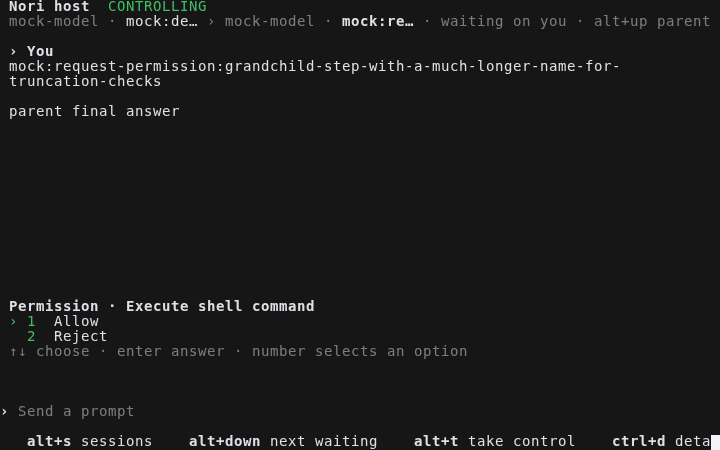 Nori host  CONTROLLING
mock-model · mock:de… › mock-model · mock:re… · waiting on you · alt+up parent
› You
mock:request-permission:grandchild-step-with-a-much-longer-name-for-
truncation-checks
parent final answer
Permission · Execute shell command
› 1  Allow
2  Reject
↑↓ choose · enter answer · number selects an option
› Send a prompt
alt+s sessions    alt+down next waiting    alt+t take control    ctrl+d deta